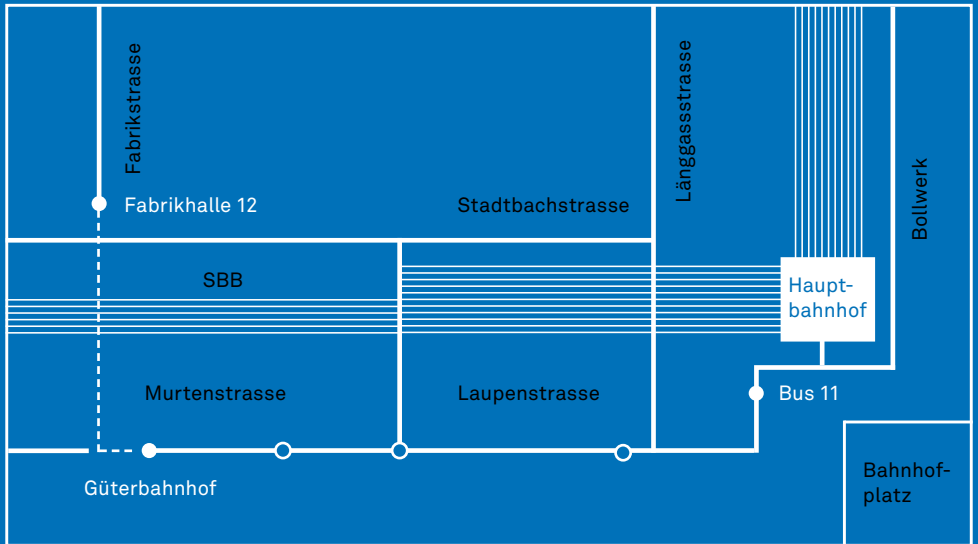 Fabrikstrasse
Länggassstrasse
Bollwerk
Fabrikhalle 12
Stadtbachstrasse
SBB
Haupt-
bahnhof
Murtenstrasse
Laupenstrasse
Bus 11
Güterbahnhof
Bahnhof-
platz